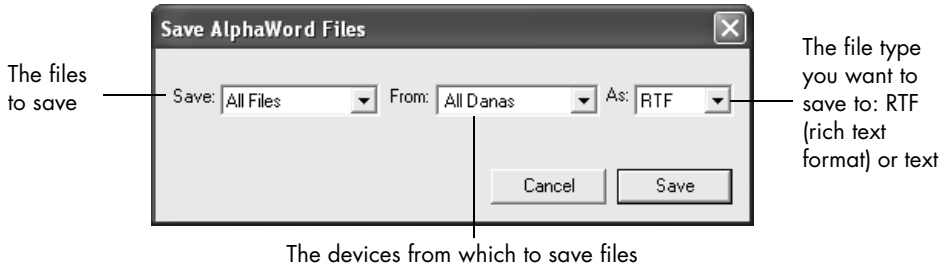 Save AlphaWord Files
The files
to save
Save: All Files From: All Danas As: RTF
The file type
you want to
save to: RTF
(rich text
format) or text
Cancel Save
The devices from which to save files